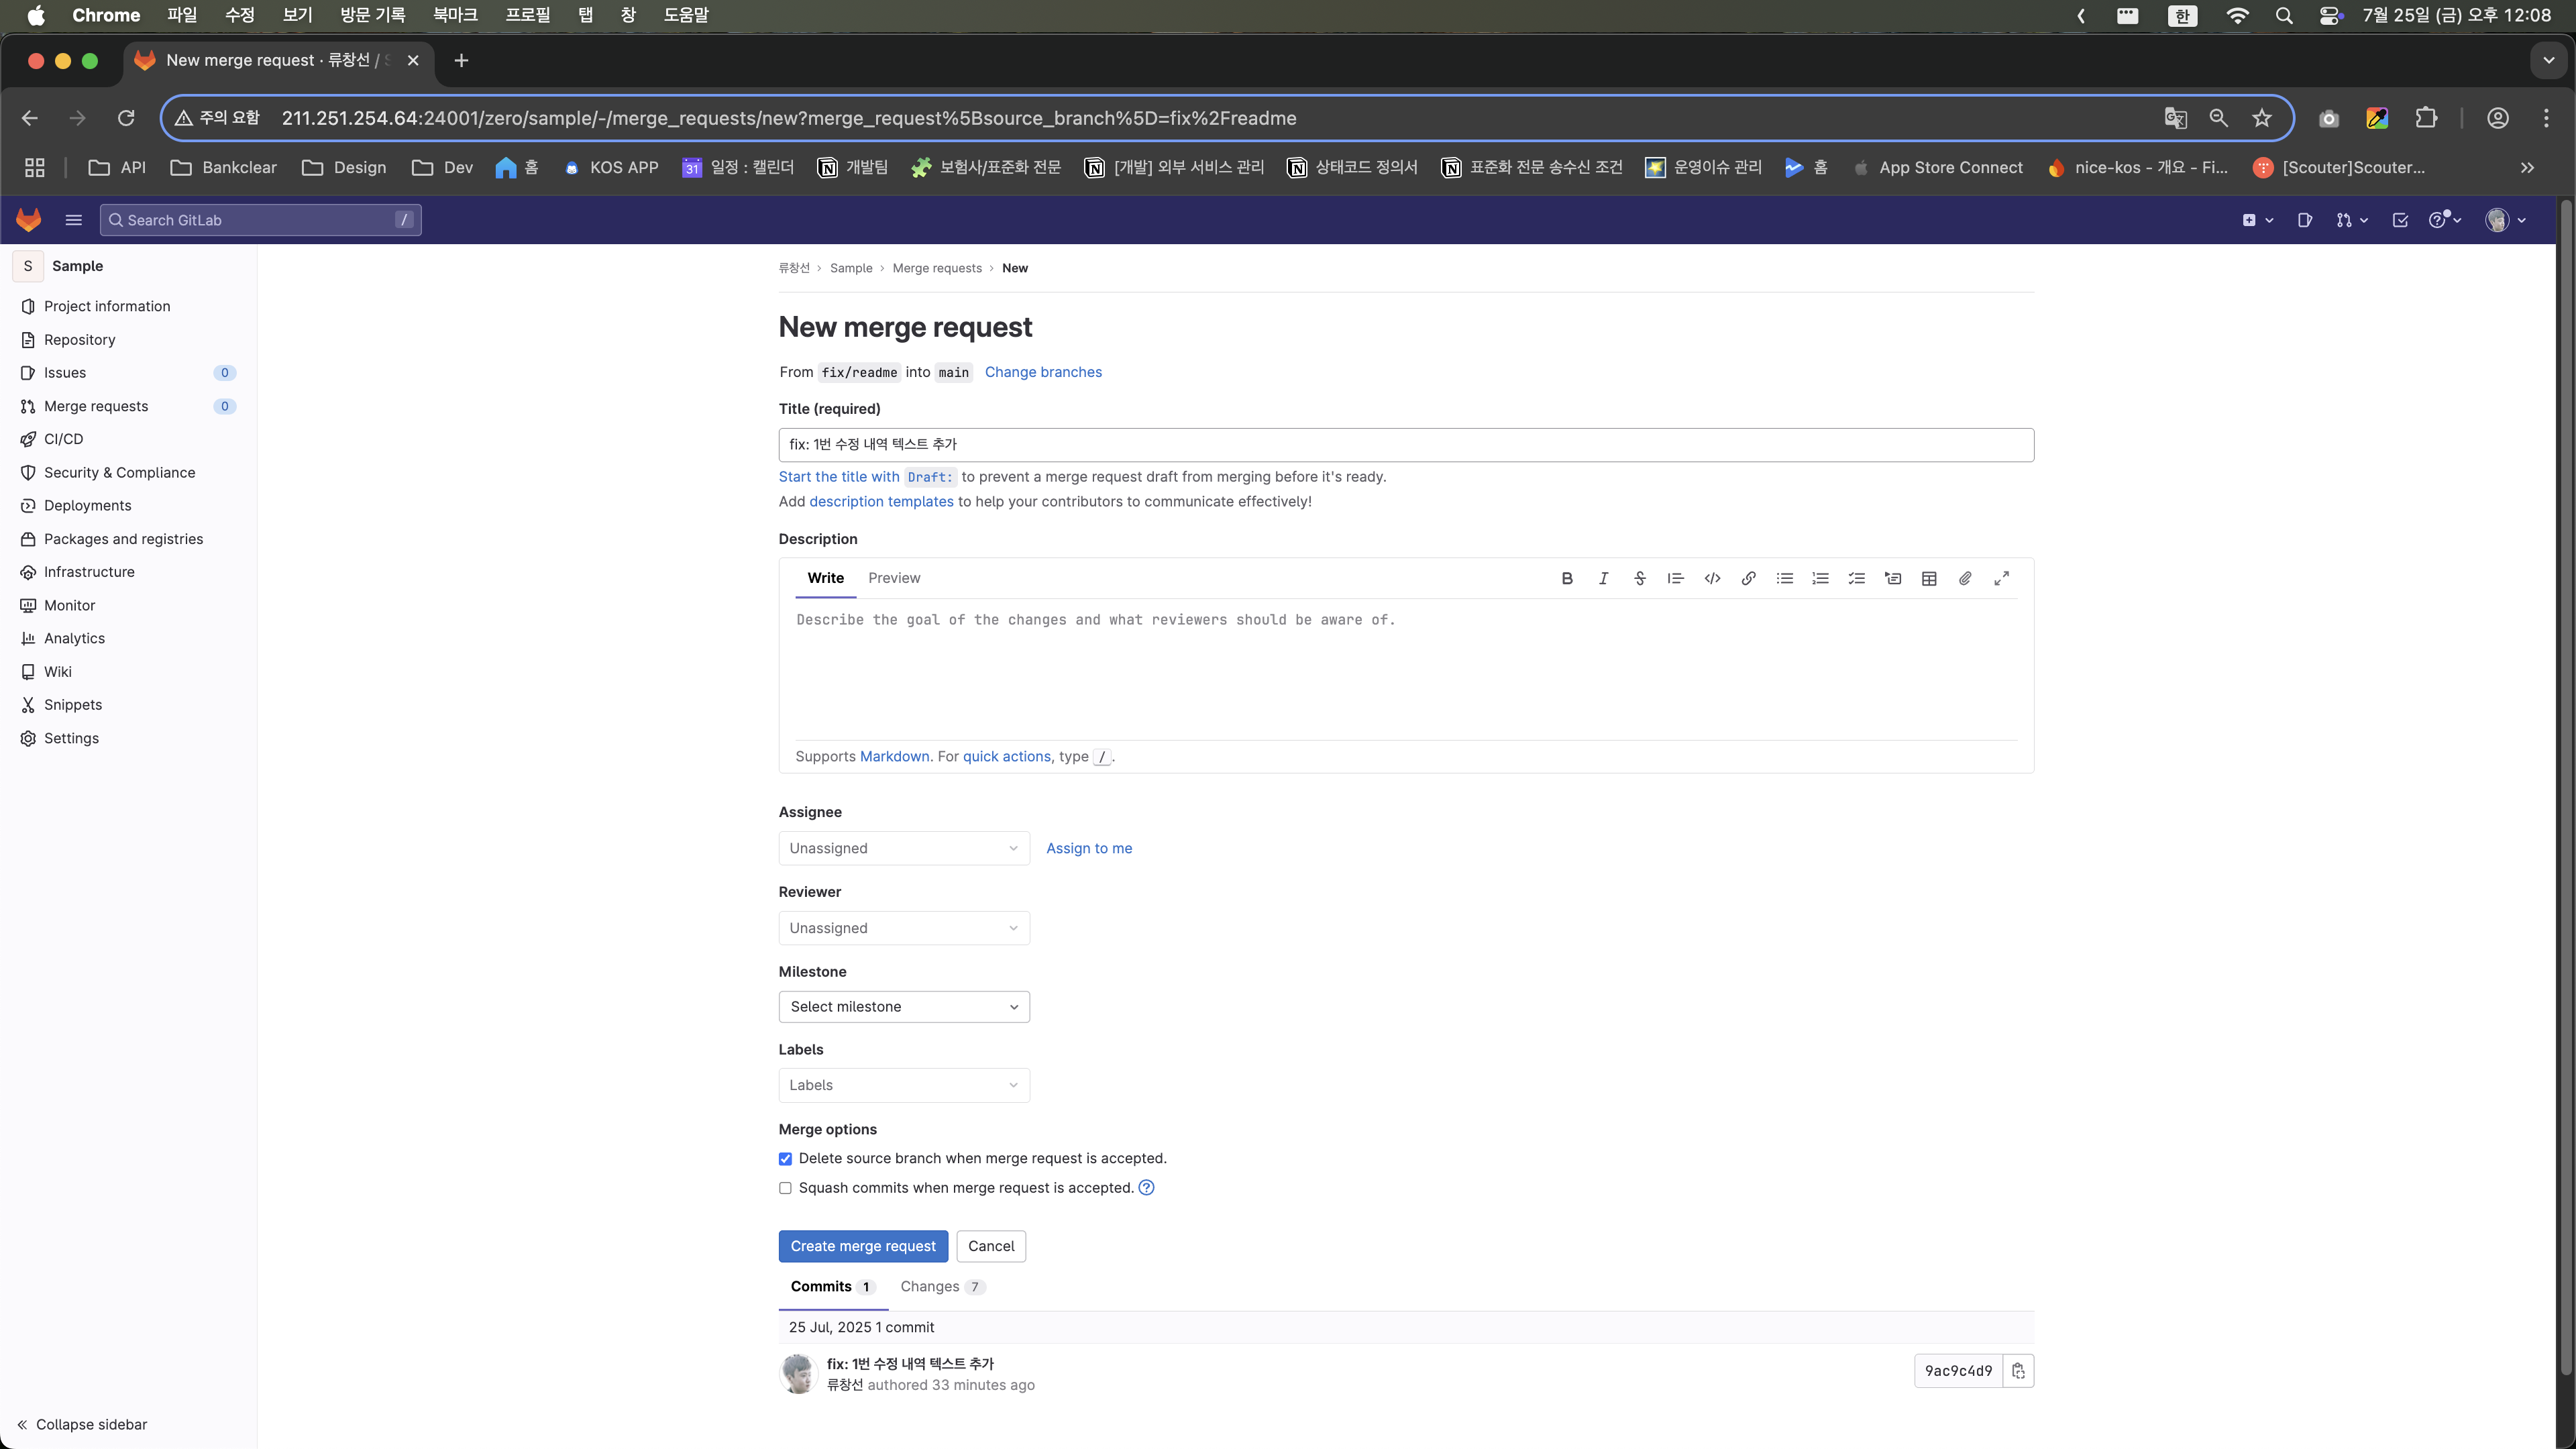 Chrome 파일 수정 보기 방문 기록 북마크 프로필 탭 창 도움말 한 7월 25일 (금) 오후 12:08
New merge request · 류창선 /
주의 요함 211.251.254.64:24001/zero/sample/-/merge_requests/new?merge_request%5Bsource_branch%5D=fix%2Freadme
API Bankclear Design Dev 홈 KOS APP 31 일정 : 캘린더 개발팀 보험사/표준화 전문 [개발] 외부 서비스 관리 상태코드 정의서 표준화 전문 송수신 조건 운영이슈 관리 홈 App Store Connect nice-kos - 개요 - Fi... [Scouter]Scouter...
Search GitLab /
S Sample
Project information
Repository
Issues 0
Merge requests 0
CI/CD
Security & Compliance
Deployments
Packages and registries
Infrastructure
Monitor
Analytics
Wiki
Snippets
Settings
Collapse sidebar
류창선 › Sample › Merge requests › New
New merge request
From fix/readme into main Change branches
Title (required)
fix: 1번 수정 내역 텍스트 추가
Start the title with Draft: to prevent a merge request draft from merging before it's ready.
Add description templates to help your contributors to communicate effectively!
Description
Write Preview
Describe the goal of the changes and what reviewers should be aware of.
Supports Markdown. For quick actions, type /.
Assignee
Unassigned Assign to me
Reviewer
Unassigned
Milestone
Select milestone
Labels
Labels
Merge options
Delete source branch when merge request is accepted.
Squash commits when merge request is accepted.
Create merge request Cancel
Commits 1 Changes 7
25 Jul, 2025 1 commit
fix: 1번 수정 내역 텍스트 추가
류창선 authored 33 minutes ago
9ac9c4d9